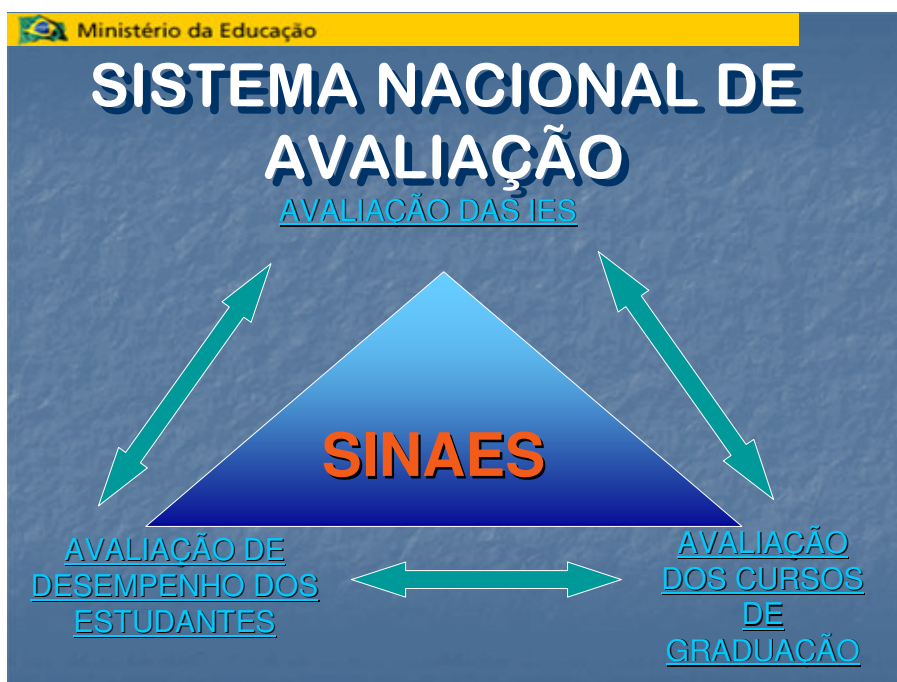 Ministério da Educação
SISTEMA NACIONAL DE
AVALIAÇÃO
AVALIAÇÃO DAS IES
SINAES
AVALIAÇÃO DE
DESEMPENHO DOS
ESTUDANTES
AVALIAÇÃO
DOS CURSOS
DE
GRADUAÇÃO